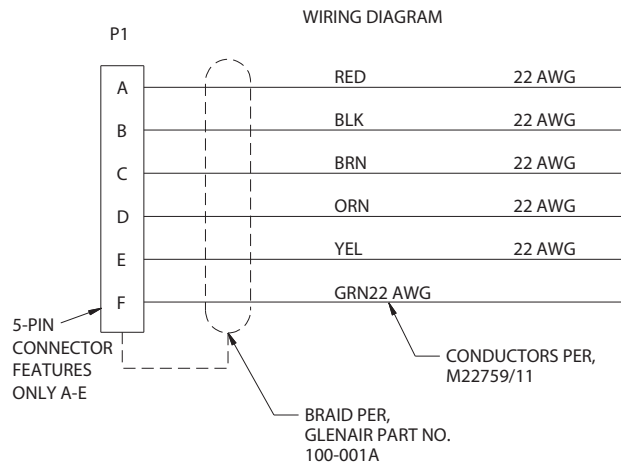 WIRING DIAGRAM
P1
A RED 22 AWG
B BLK 22 AWG
C BRN 22 AWG
D ORN 22 AWG
E YEL 22 AWG
F GRN22 AWG
5-PIN
CONNECTOR
FEATURES
ONLY A-E
CONDUCTORS PER,
M22759/11
BRAID PER,
GLENAIR PART NO.
100-001A